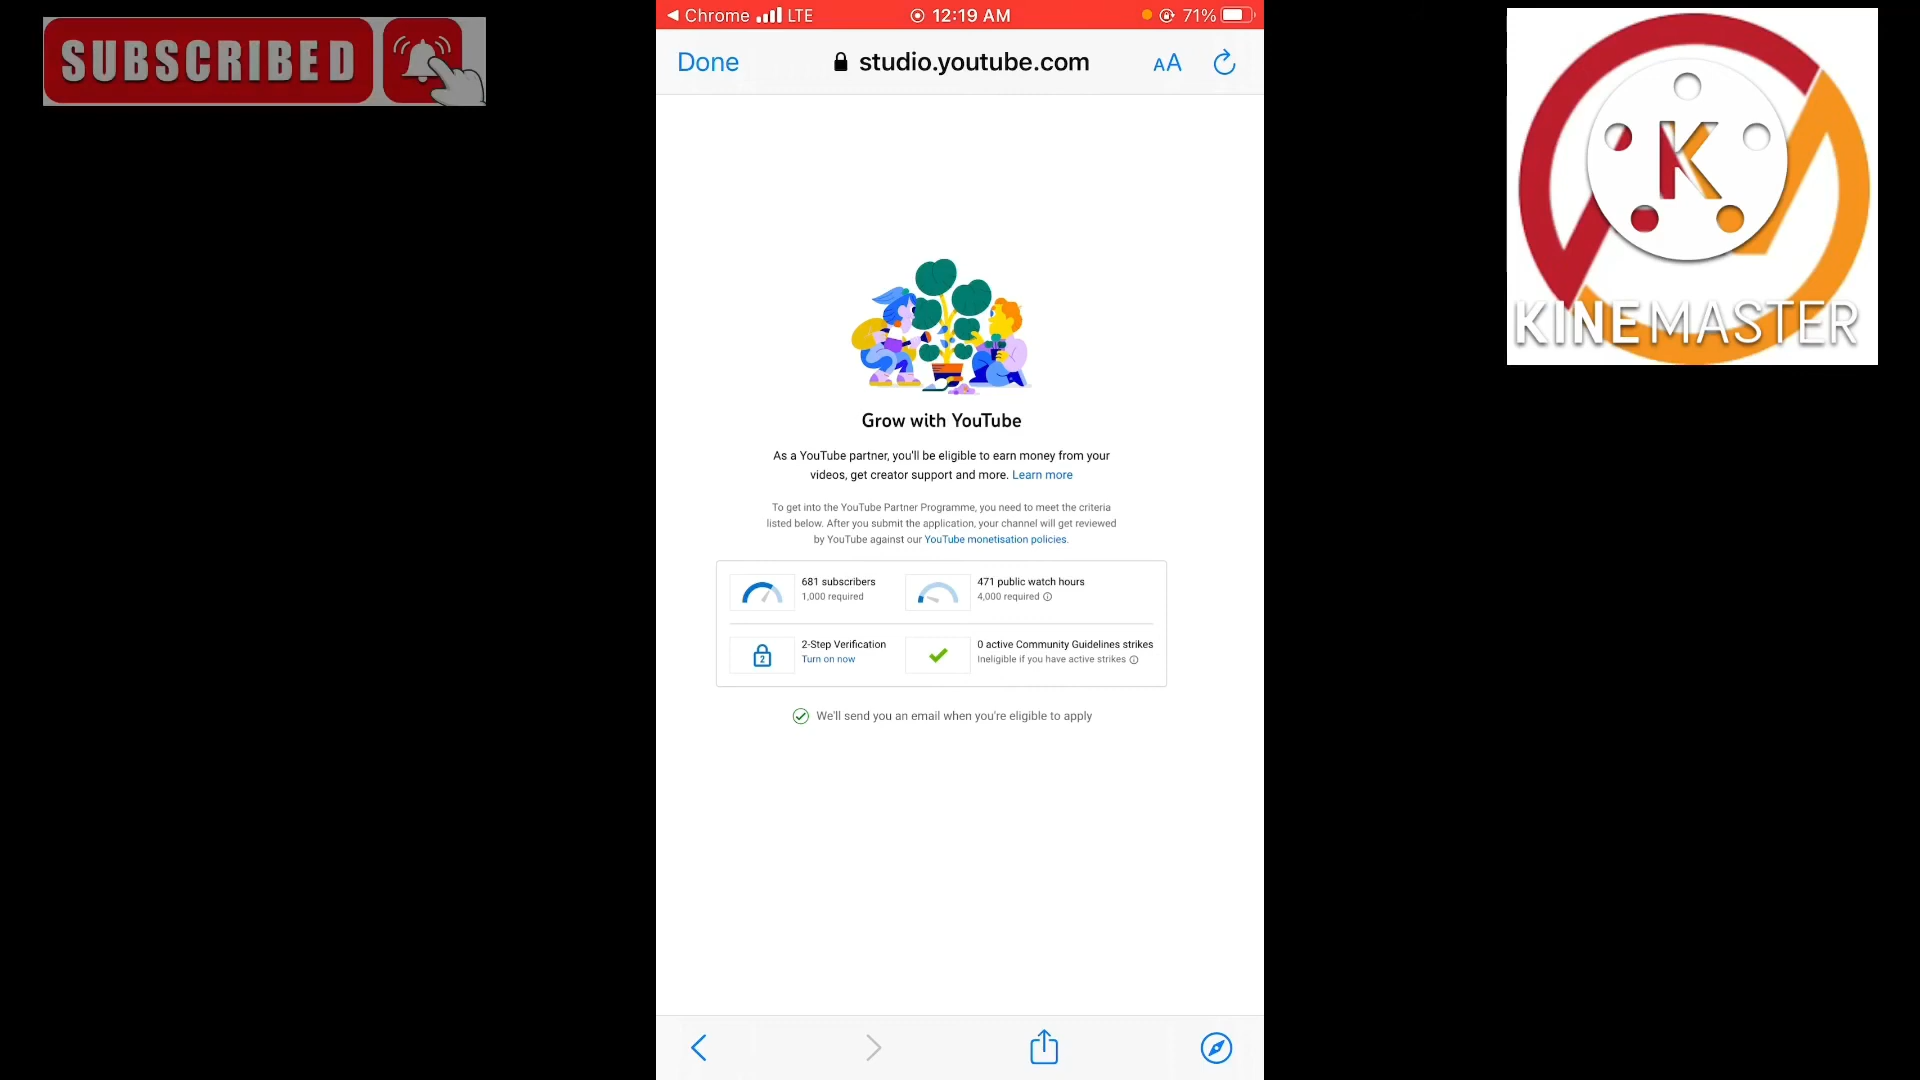 SUBSCRIBED
Chrome LTE 12:19 AM 71%
Done studio.youtube.com AA
K
KINEMASTER
Grow with YouTube
As a YouTube partner, you'll be eligible to earn money from your
videos, get creator support and more. Learn more
To get into the YouTube Partner Programme, you need to meet the criteria
listed below. After you submit the application, your channel will get reviewed
by YouTube against our YouTube monetisation policies.
681 subscribers
1,000 required
471 public watch hours
4,000 required
2
2-Step Verification
Turn on now
0 active Community Guidelines strikes
Ineligible if you have active strikes
We'll send you an email when you're eligible to apply